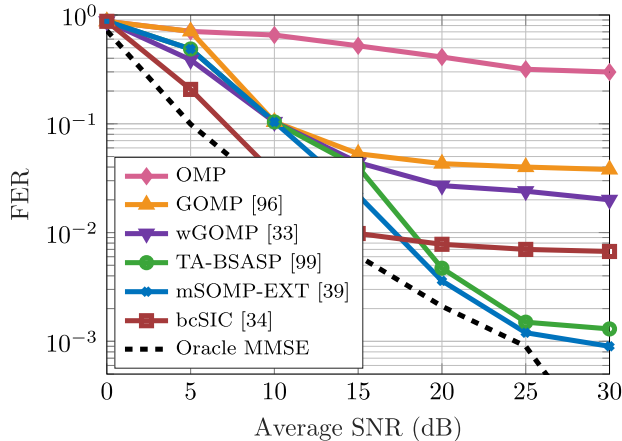 10^0
10^−1
10^−2
10^−3
FER
OMP
GOMP [96]
wGOMP [33]
TA-BSASP [99]
mSOMP-EXT [39]
bcSIC [34]
Oracle MMSE
0 5 10 15 20 25 30
Average SNR (dB)